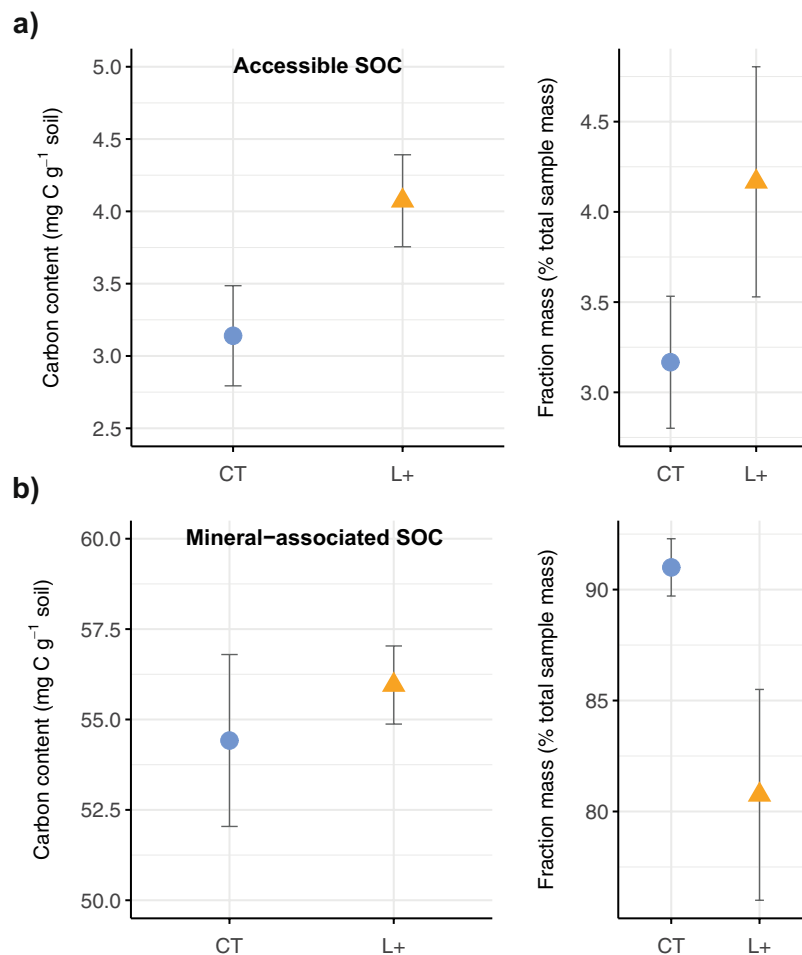 a)
Accessible SOC
Carbon content (mg C g⁻¹ soil)
5.0
4.5
4.0
3.5
3.0
2.5
CT
L+
Fraction mass (% total sample mass)
4.5
4.0
3.5
3.0
CT
L+
b)
Mineral−associated SOC
Carbon content (mg C g⁻¹ soil)
60.0
57.5
55.0
52.5
50.0
CT
L+
Fraction mass (% total sample mass)
90
85
80
CT
L+